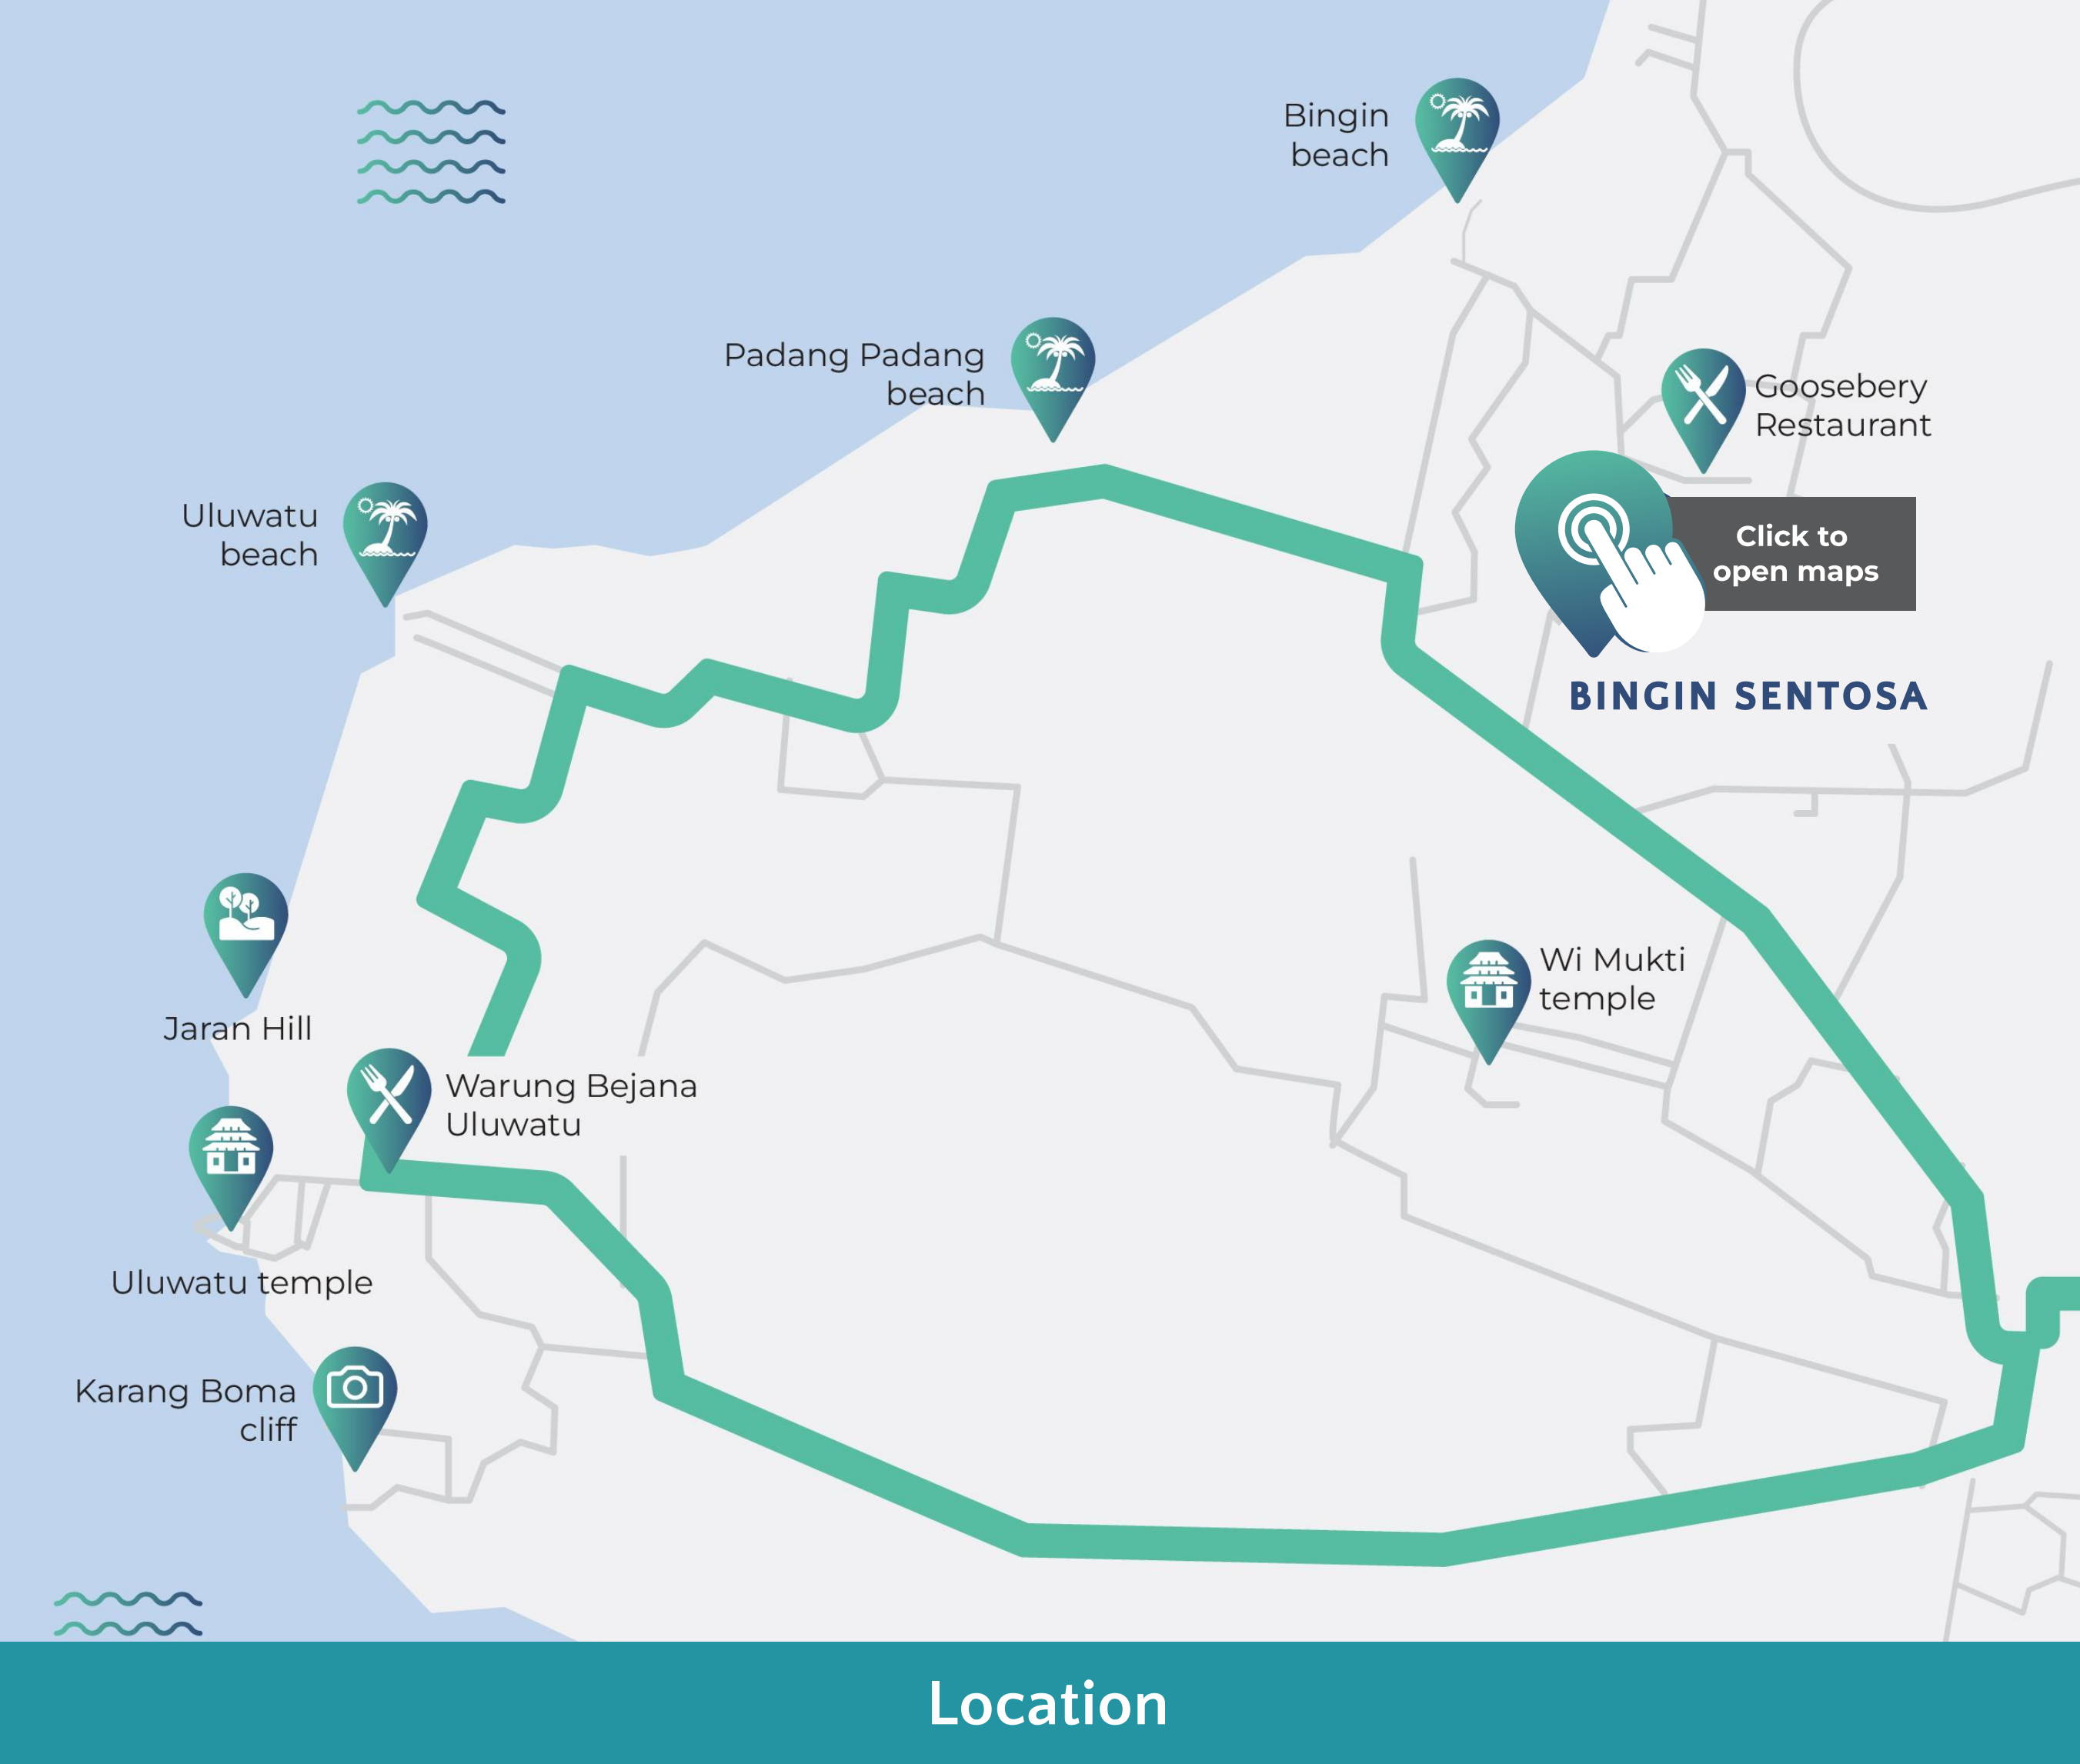 Bingin
beach
Padang Padang
beach
Goosebery
Restaurant
Uluwatu
beach
Click to
open maps
BINGIN SENTOSA
Wi Mukti
temple
Jaran Hill
Warung Bejana
Uluwatu
Uluwatu temple
Karang Boma
cliff
Location